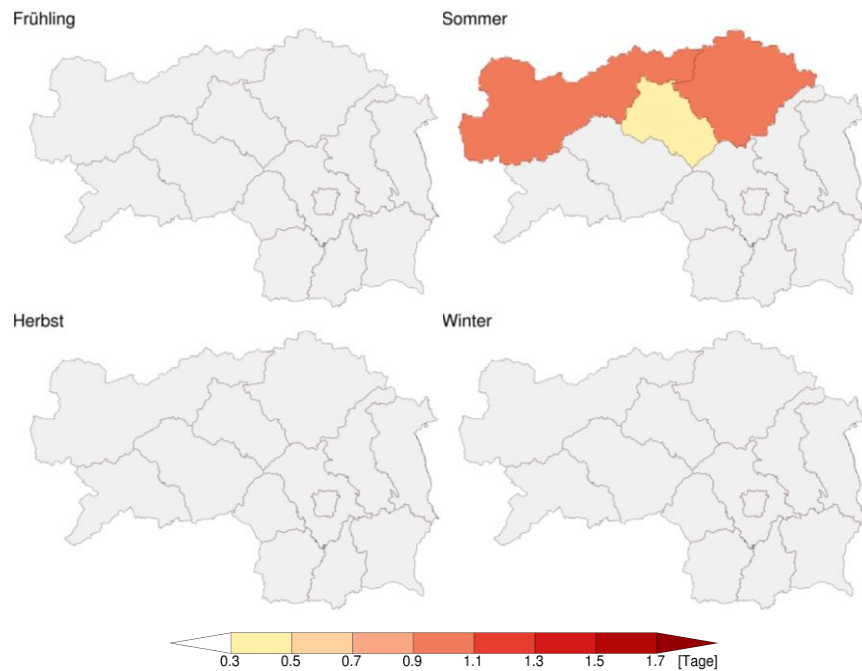 Frühling
Sommer
Herbst
Winter
0.3 0.5 0.7 0.9 1.1 1.3 1.5 1.7 [Tage]